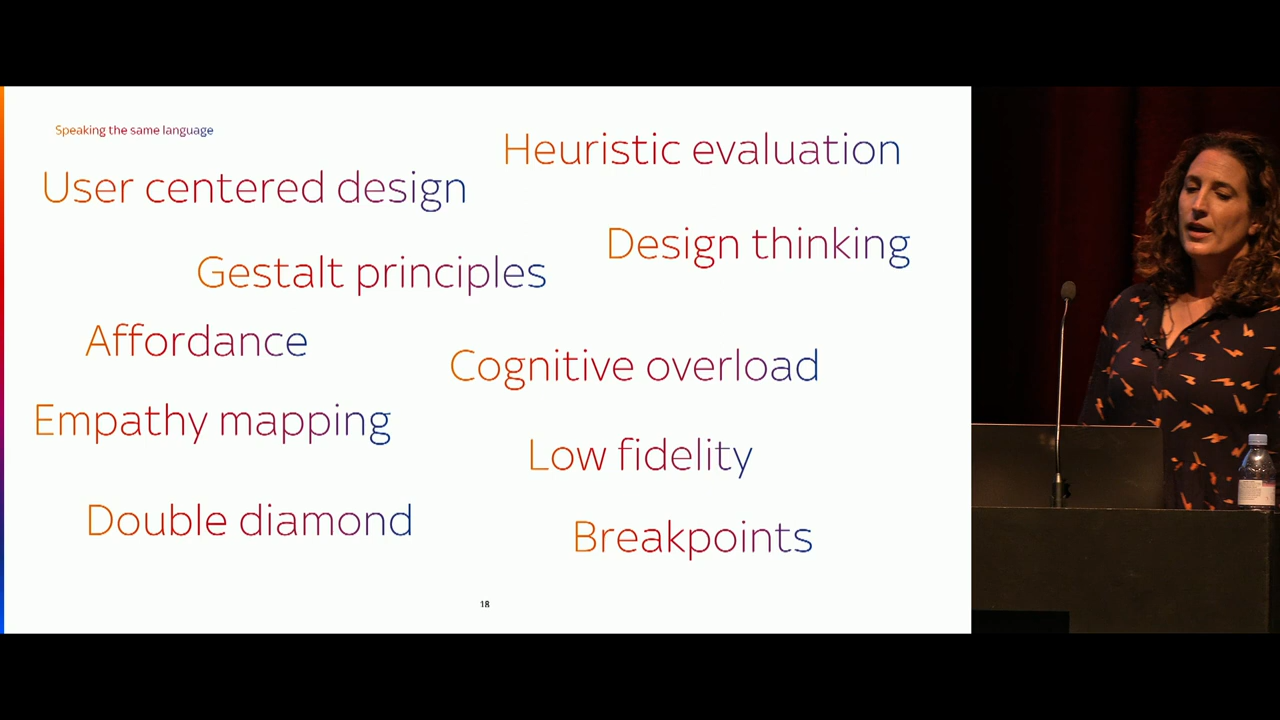 Speaking the same language
Heuristic evaluation
User centered design
Design thinking
Gestalt principles
Affordance
Cognitive overload
Empathy mapping
Low fidelity
Double diamond
Breakpoints
18